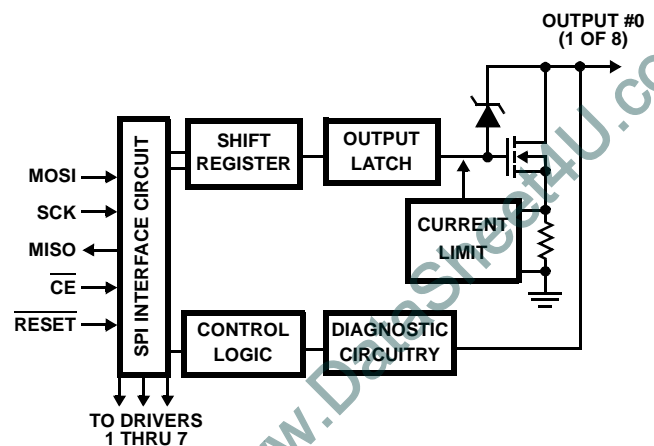 OUTPUT #0
(1 OF 8)
SHIFT
REGISTER
OUTPUT
LATCH
MOSI
SCK
MISO
CE
RESET
SPI INTERFACE CIRCUIT
CURRENT
LIMIT
CONTROL
LOGIC
DIAGNOSTIC
CIRCUITRY
TO DRIVERS
1 THRU 7
www.DataSheet4U.co